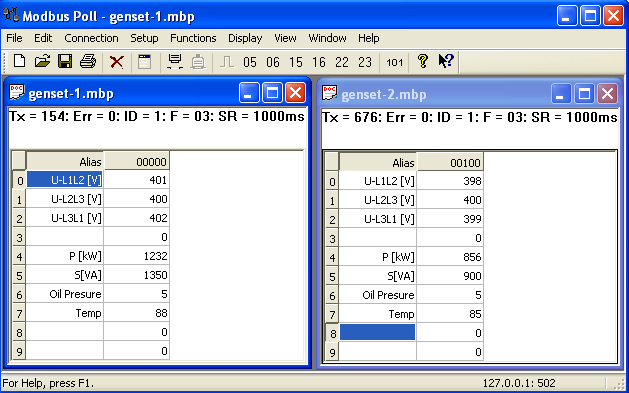 Modbus Poll - genset-1.mbp
File Edit Connection Setup Functions Display View Window Help
05 06 15 16 22 23 101
genset-1.mbp
Tx = 154: Err = 0: ID = 1: F = 03: SR = 1000ms
Alias 00000
0 U-L1L2 [V] 401
1 U-L2L3 [V] 400
2 U-L3L1 [V] 402
3 0
4 P [kW] 1232
5 S[VA] 1350
6 Oil Presure 5
7 Temp 88
8 0
9 0
genset-2.mbp
Tx = 676: Err = 0: ID = 1: F = 03: SR = 1000ms
Alias 00100
0 U-L1L2 [V] 398
1 U-L2L3 [V] 400
2 U-L3L1 [V] 399
3 0
4 P [kW] 856
5 S[VA] 900
6 Oil Presure 5
7 Temp 85
8 0
9 0
For Help, press F1. 127.0.0.1: 502